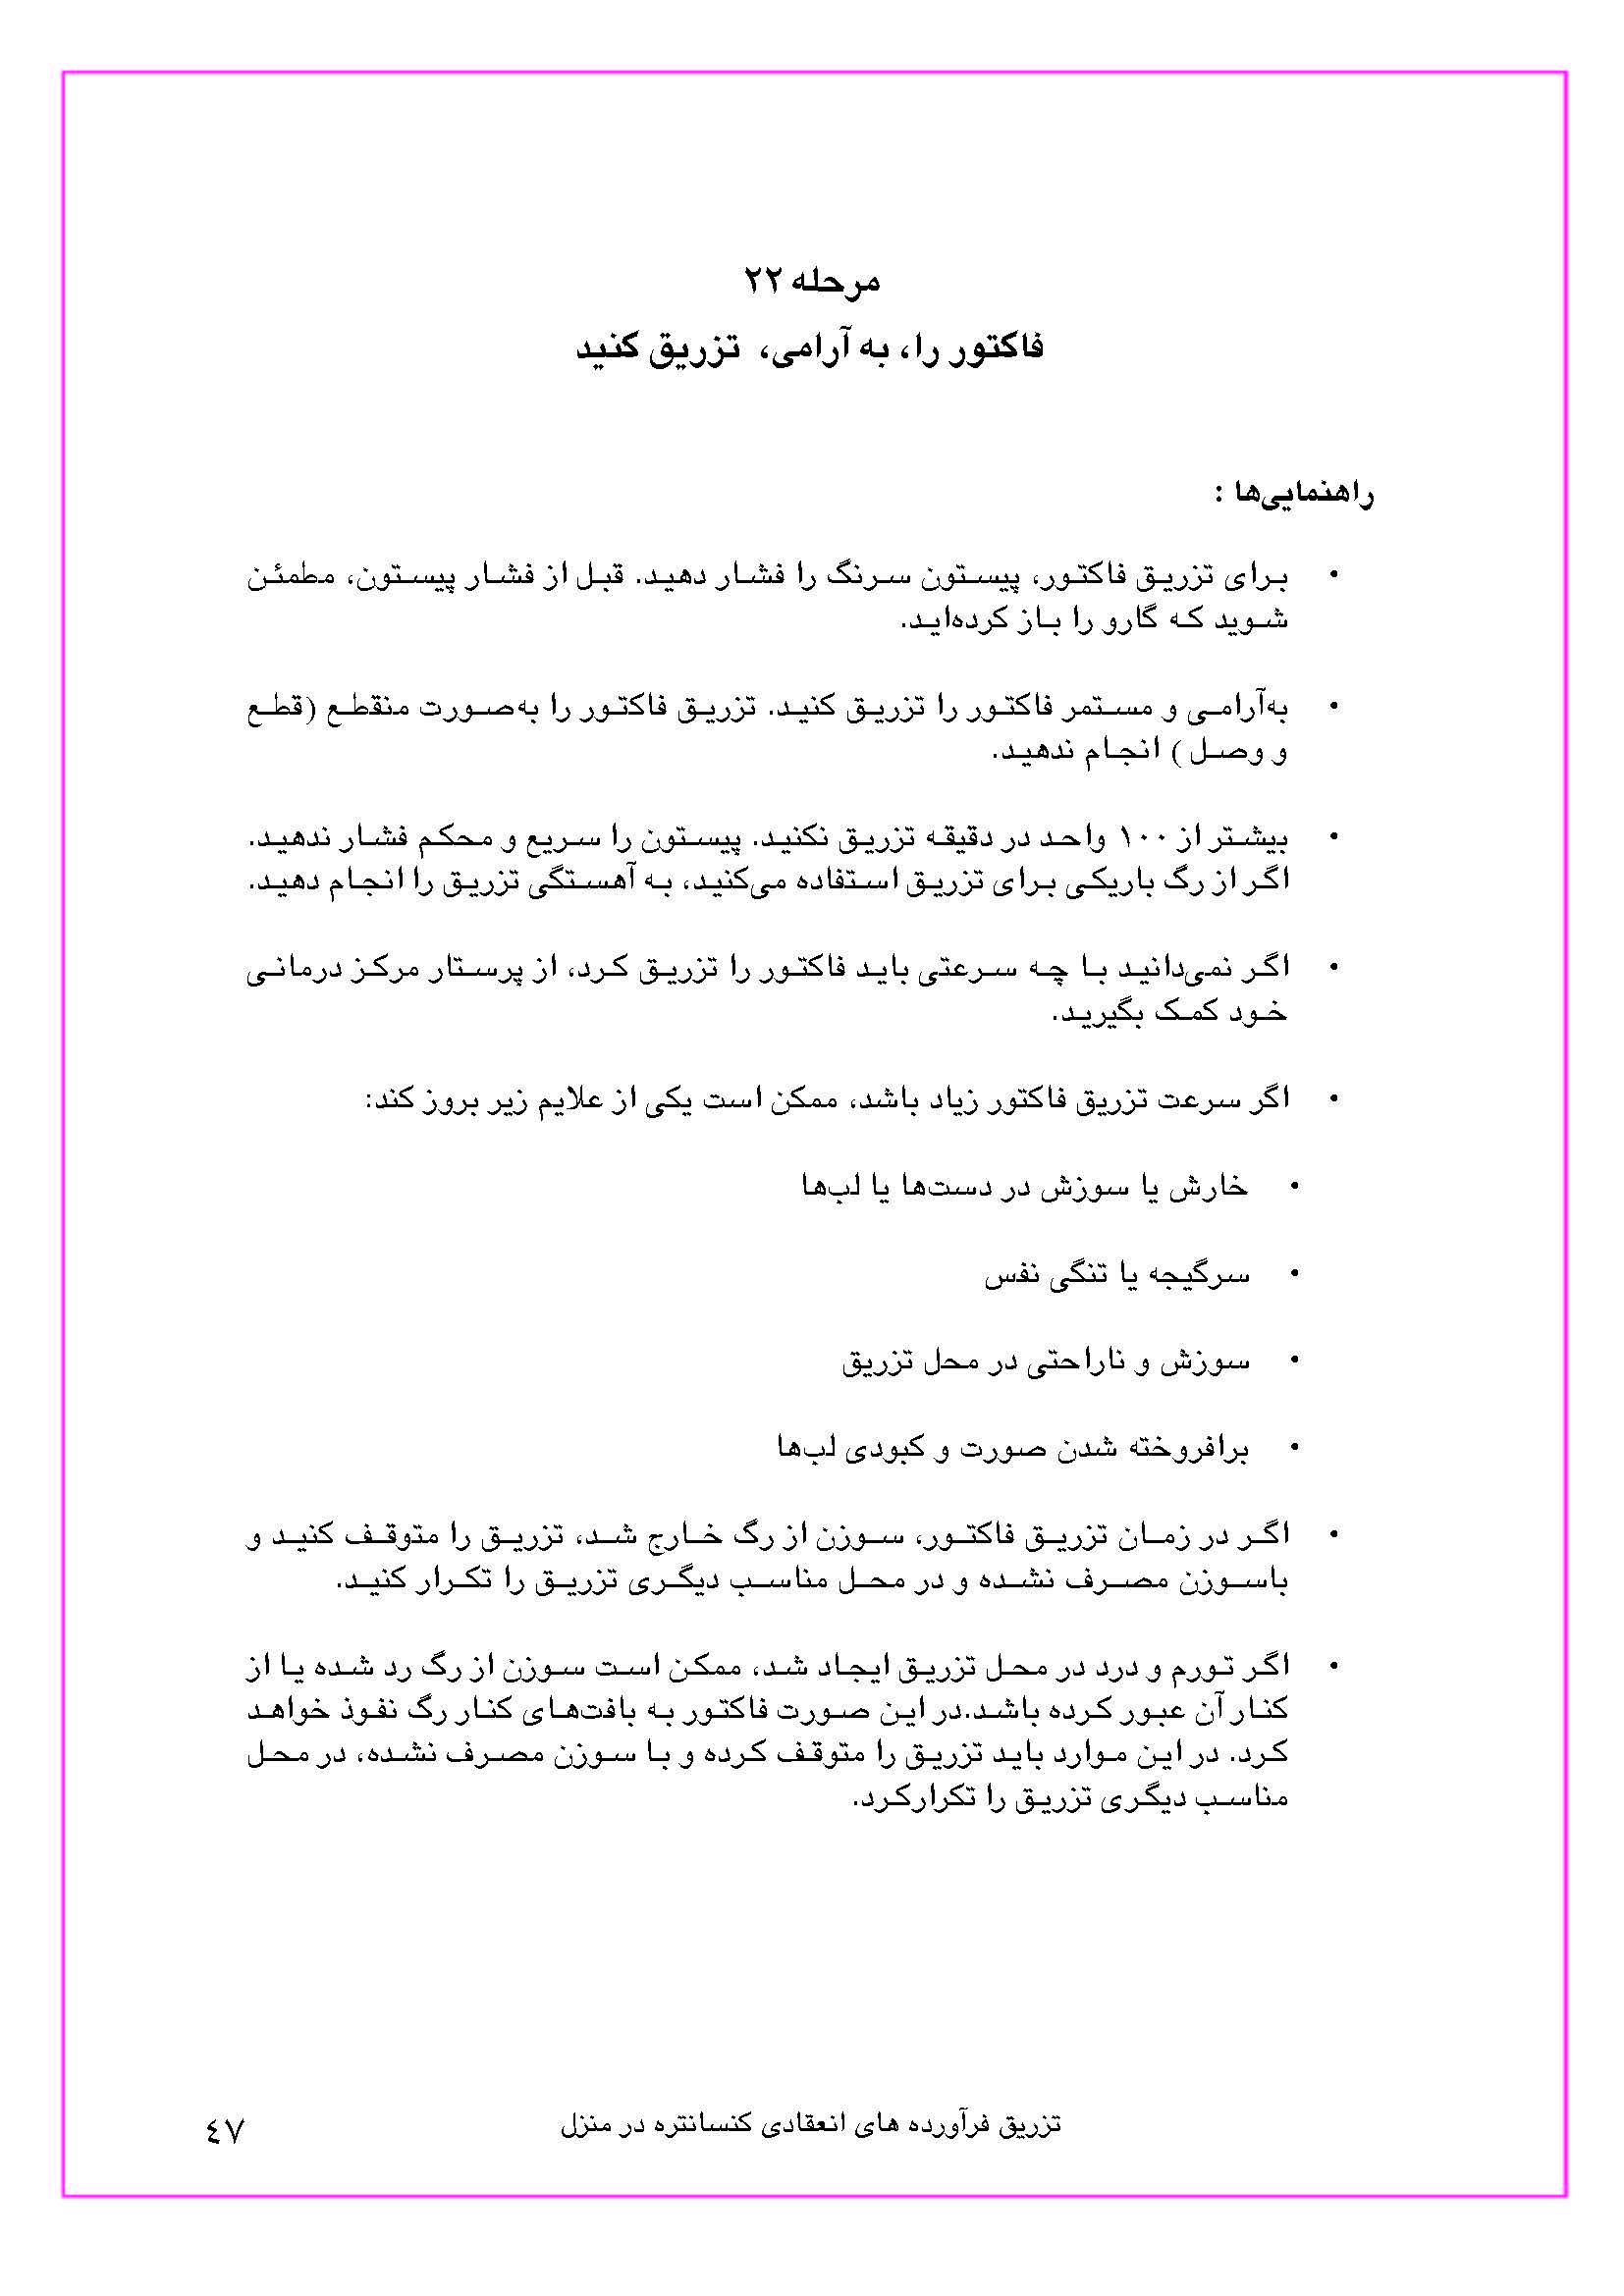 مرحله ۲۲
فاکتور را، به آرامی، تزریق کنید
راهنمایی‌ها :
• برای تزریق فاکتور، پیستون سرنگ را فشار دهید. قبل از فشار پیستون، مطمئن
شوید که گارو را باز کرده‌اید.
• به‌آرامی و مستمر فاکتور را تزریق کنید. تزریق فاکتور را به‌صورت منقطع (قطع
و وصل ) انجام ندهید.
• بیشتر از ۱۰۰ واحد در دقیقه تزریق نکنید. پیستون را سریع و محکم فشار ندهید.
اگر از رگ باریکی برای تزریق استفاده می‌کنید، به آهستگی تزریق را انجام دهید.
• اگر نمی‌دانید با چه سرعتی باید فاکتور را تزریق کرد، از پرستار مرکز درمانی
خود کمک بگیرید.
• اگر سرعت تزریق فاکتور زیاد باشد، ممکن است یکی از علایم زیر بروز کند:
• خارش یا سوزش در دست‌ها یا لب‌ها
• سرگیجه یا تنگی نفس
• سوزش و ناراحتی در محل تزریق
• برافروخته شدن صورت و کبودی لب‌ها
• اگر در زمان تزریق فاکتور، سوزن از رگ خارج شد، تزریق را متوقف کنید و
باسوزن مصرف نشده و در محل مناسب دیگری تزریق را تکرار کنید.
• اگر تورم و درد در محل تزریق ایجاد شد، ممکن است سوزن از رگ رد شده یا از
کنار آن عبور کرده باشد.در این صورت فاکتور به بافت‌های کنار رگ نفوذ خواهد
کرد. در این موارد باید تزریق را متوقف کرده و با سوزن مصرف نشده، در محل
مناسب دیگری تزریق را تکرارکرد.
تزریق فرآورده های انعقادی کنسانتره در منزل
٤٧